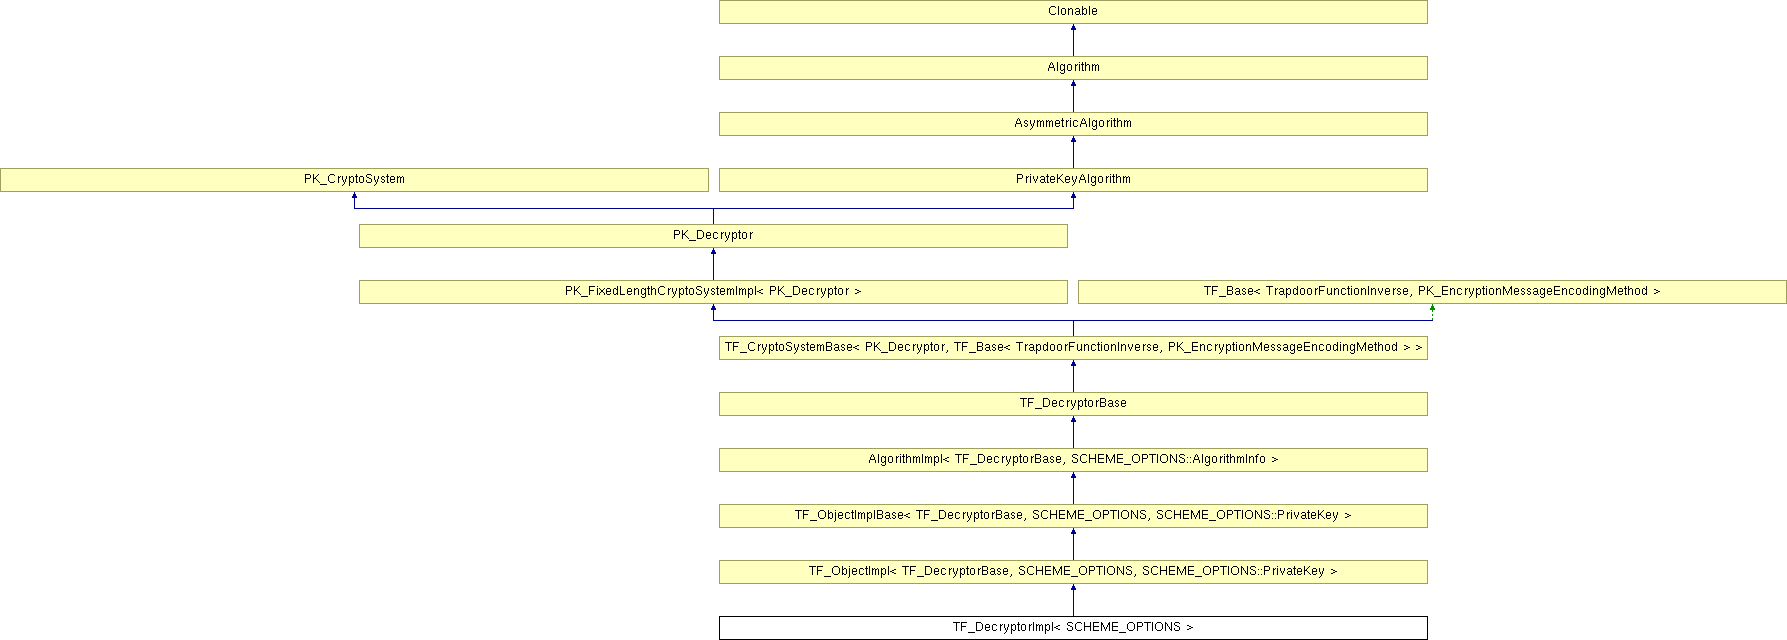 Clonable
Algorithm
AsymmetricAlgorithm
PK_CryptoSystem
PrivateKeyAlgorithm
PK_Decryptor
PK_FixedLengthCryptoSystemImpl< PK_Decryptor >
TF_Base< TrapdoorFunctionInverse, PK_EncryptionMessageEncodingMethod >
TF_CryptoSystemBase< PK_Decryptor, TF_Base< TrapdoorFunctionInverse, PK_EncryptionMessageEncodingMethod > >
TF_DecryptorBase
AlgorithmImpl< TF_DecryptorBase, SCHEME_OPTIONS::AlgorithmInfo >
TF_ObjectImplBase< TF_DecryptorBase, SCHEME_OPTIONS, SCHEME_OPTIONS::PrivateKey >
TF_ObjectImpl< TF_DecryptorBase, SCHEME_OPTIONS, SCHEME_OPTIONS::PrivateKey >
TF_DecryptorImpl< SCHEME_OPTIONS >